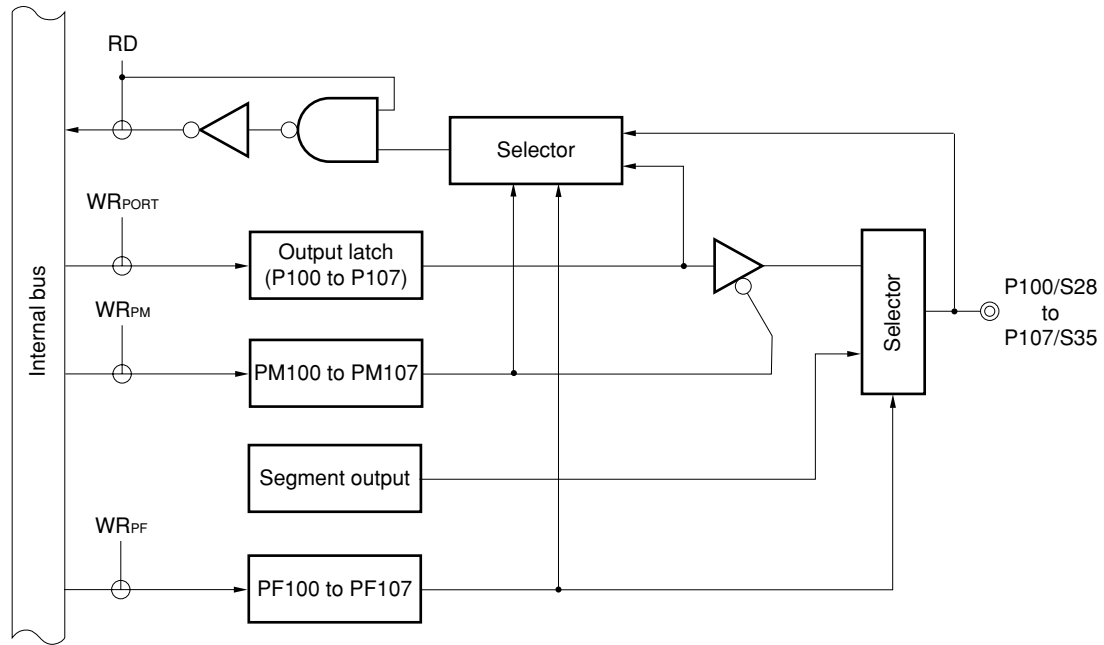 RD
Selector
WRPORT
Output latch
(P100 to P107)
WRPM
PM100 to PM107
Segment output
WRPF
PF100 to PF107
Internal bus
Selector
P100/S28
to
P107/S35